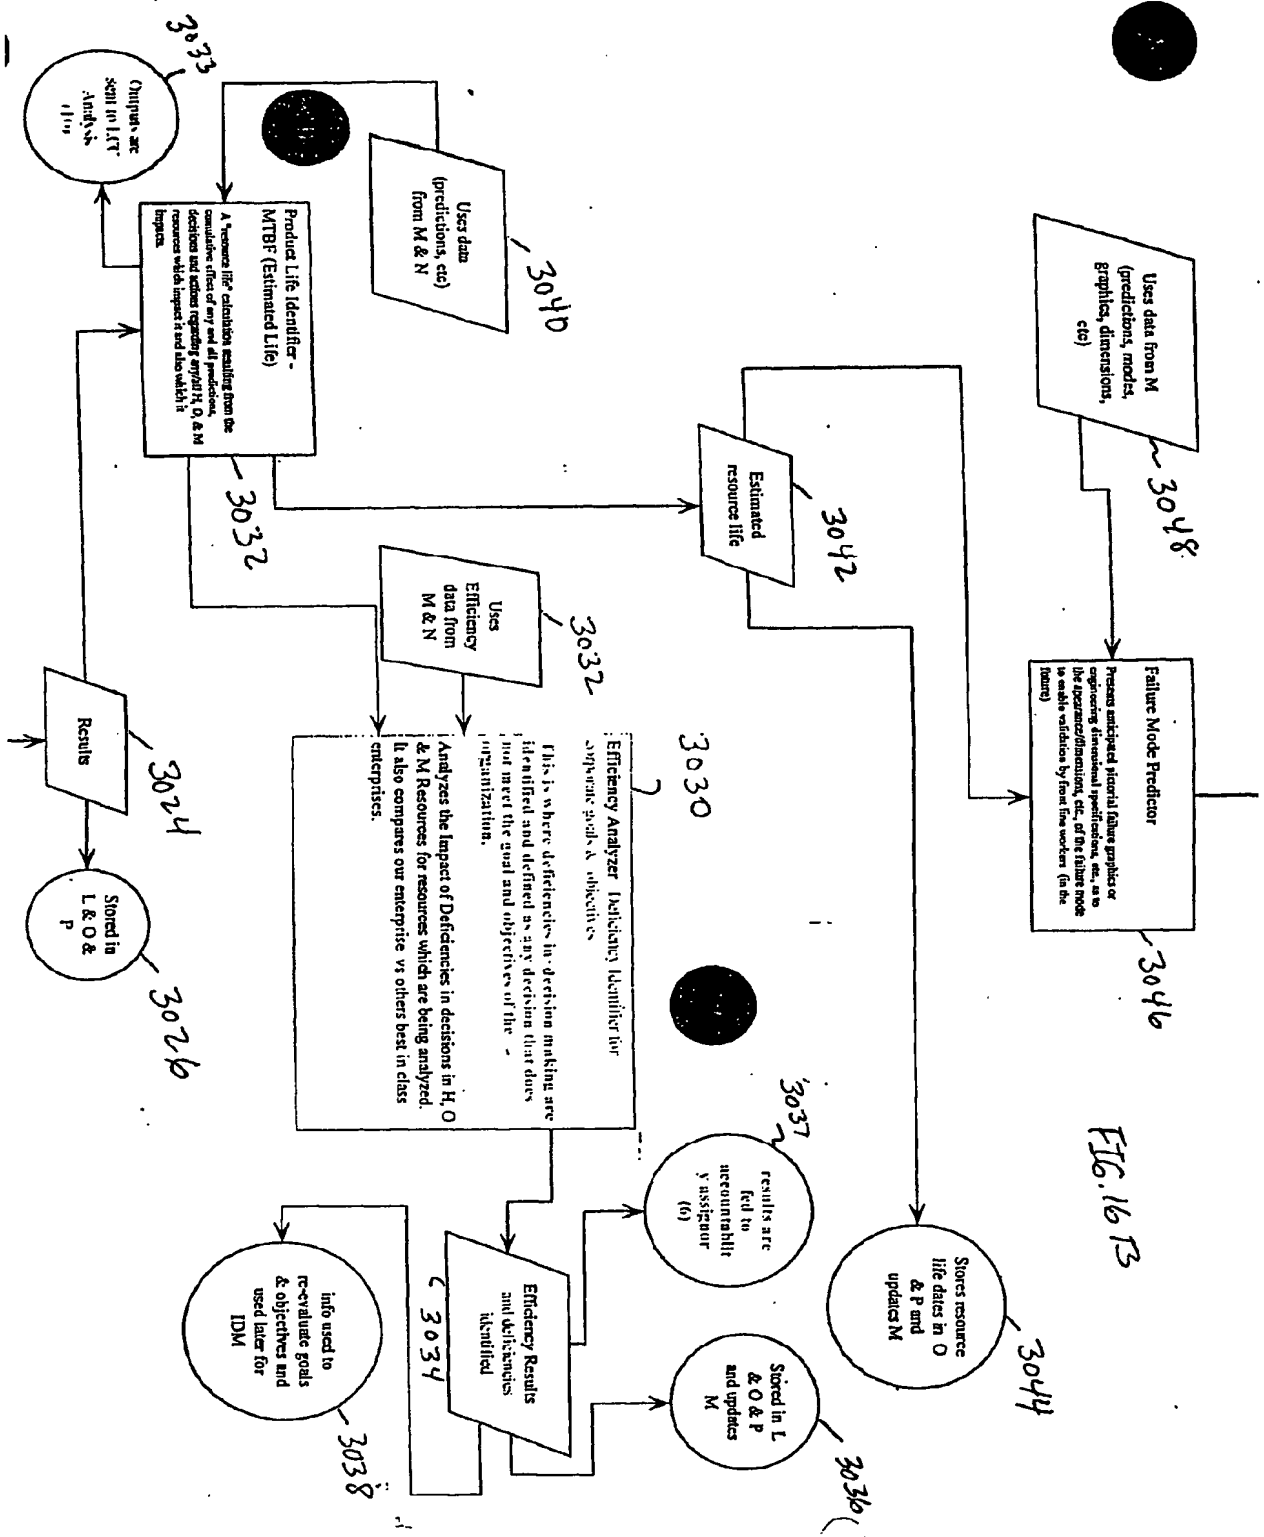 FIG. 16B
Uses data from M
(predictions, modes,
graphics, dimensions,
etc)
3048
Failure Mode Predictor
Presents anticipated pictorial failure graphics or
engineering dimensional specifications, etc., as to
the apearance/dimensions, etc., of the failure mode
to enable validation by front line workers (in the
future)
3046
Estimated
resource life
3042
Stores resource
life dates in O
& P and
updates M
3044
Uses data
(predictions, etc)
from M & N
3040
Outputs are
sent to LCC
Analysis
3033
Product Life Identifier -
MTBF (Estimated Life)
A "resource life" calculation resulting from the
cumulative effect of any and all predictions,
decisions and actions regarding any/all H, O, & M
resources which impact it and also which it
impacts.
3032
Uses
Efficiency
data from
M & N
3032
3030
Efficiency Analyzer Deficiency Identifier for
corporate goals & objectives
This is where deficiencies in decision making are
identified and defined as any decision that does
not meet the goal and objectives of the -
organization.
Analyzes the Impact of Deficiencies in decisions in H, O
& M Resources for resources which are being analyzed.
It also compares our enterprise vs others best in class
enterprises.
results are
fed to
accountablit
y assignor
(6)
3037
Stored in L
& O & P
and updates
M
3036
Efficiency Results
and deficiencies
identified
3034
info used to
re-evaluate goals
& objectives and
used later for
IDM
3038
Results
3024
Stored in
L & O &
P
3026